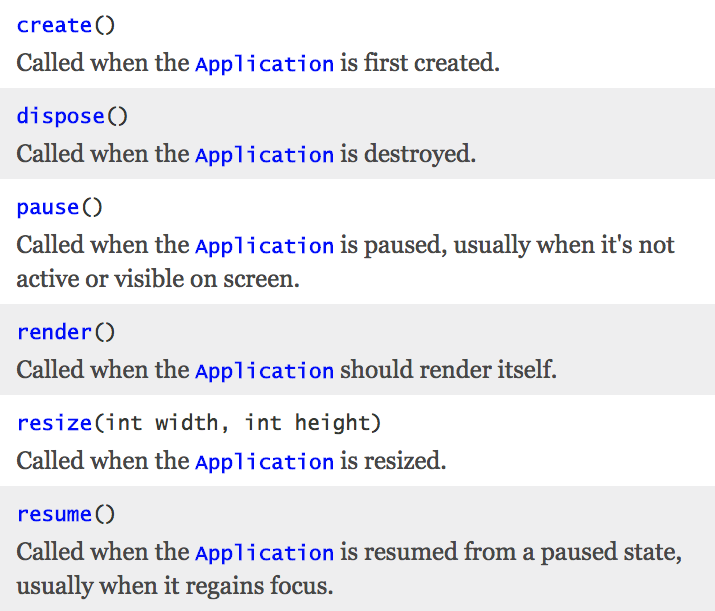 create()
Called when the Application is first created.
dispose()
Called when the Application is destroyed.
pause()
Called when the Application is paused, usually when it's not
active or visible on screen.
render()
Called when the Application should render itself.
resize(int width, int height)
Called when the Application is resized.
resume()
Called when the Application is resumed from a paused state,
usually when it regains focus.